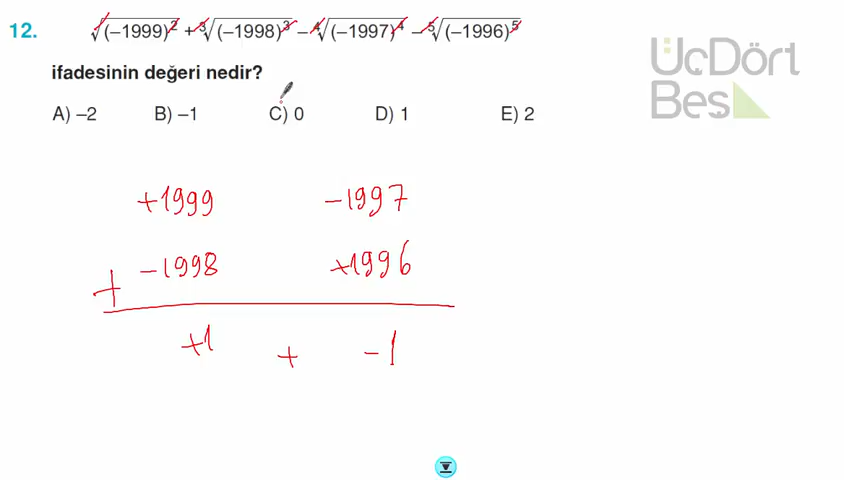 12. √(−1999)² + ³√(−1998)³ − ⁴√(−1997)⁴ − ⁵√(−1996)⁵
ifadesinin değeri nedir?
A) –2 B) –1 C) 0 D) 1 E) 2
ÜçDört
Beş
+1999 -1997
+ -1998 +1996
+1 + -1